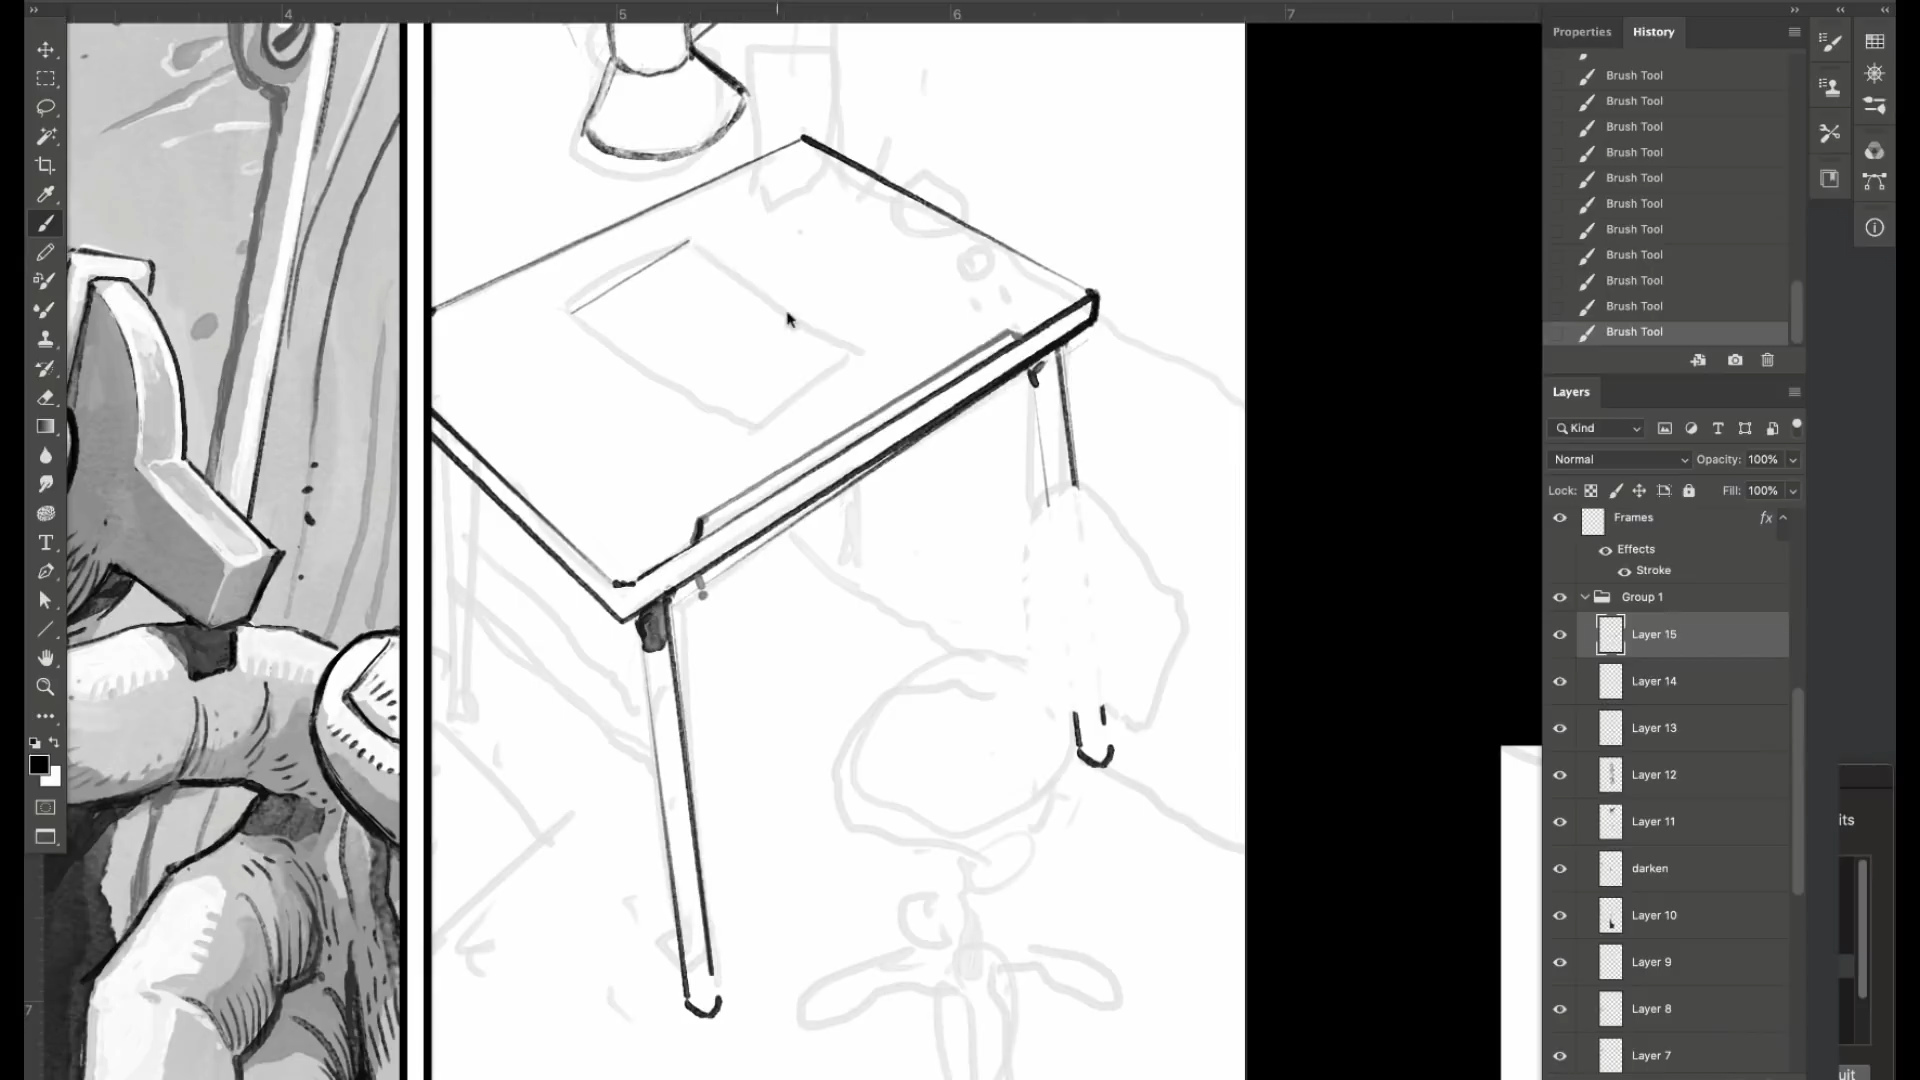 4 5 6 7
Properties History
Brush Tool
Brush Tool
Brush Tool
Brush Tool
Brush Tool
Brush Tool
Brush Tool
Brush Tool
Brush Tool
Brush Tool
Brush Tool
Layers
Kind
Normal Opacity: 100%
Lock: Fill: 100%
Frames fx
Effects
Stroke
Group 1
Layer 15
Layer 14
Layer 13
Layer 12
Layer 11
its
darken
Layer 10
Layer 9
7
Layer 8
Layer 7
uit